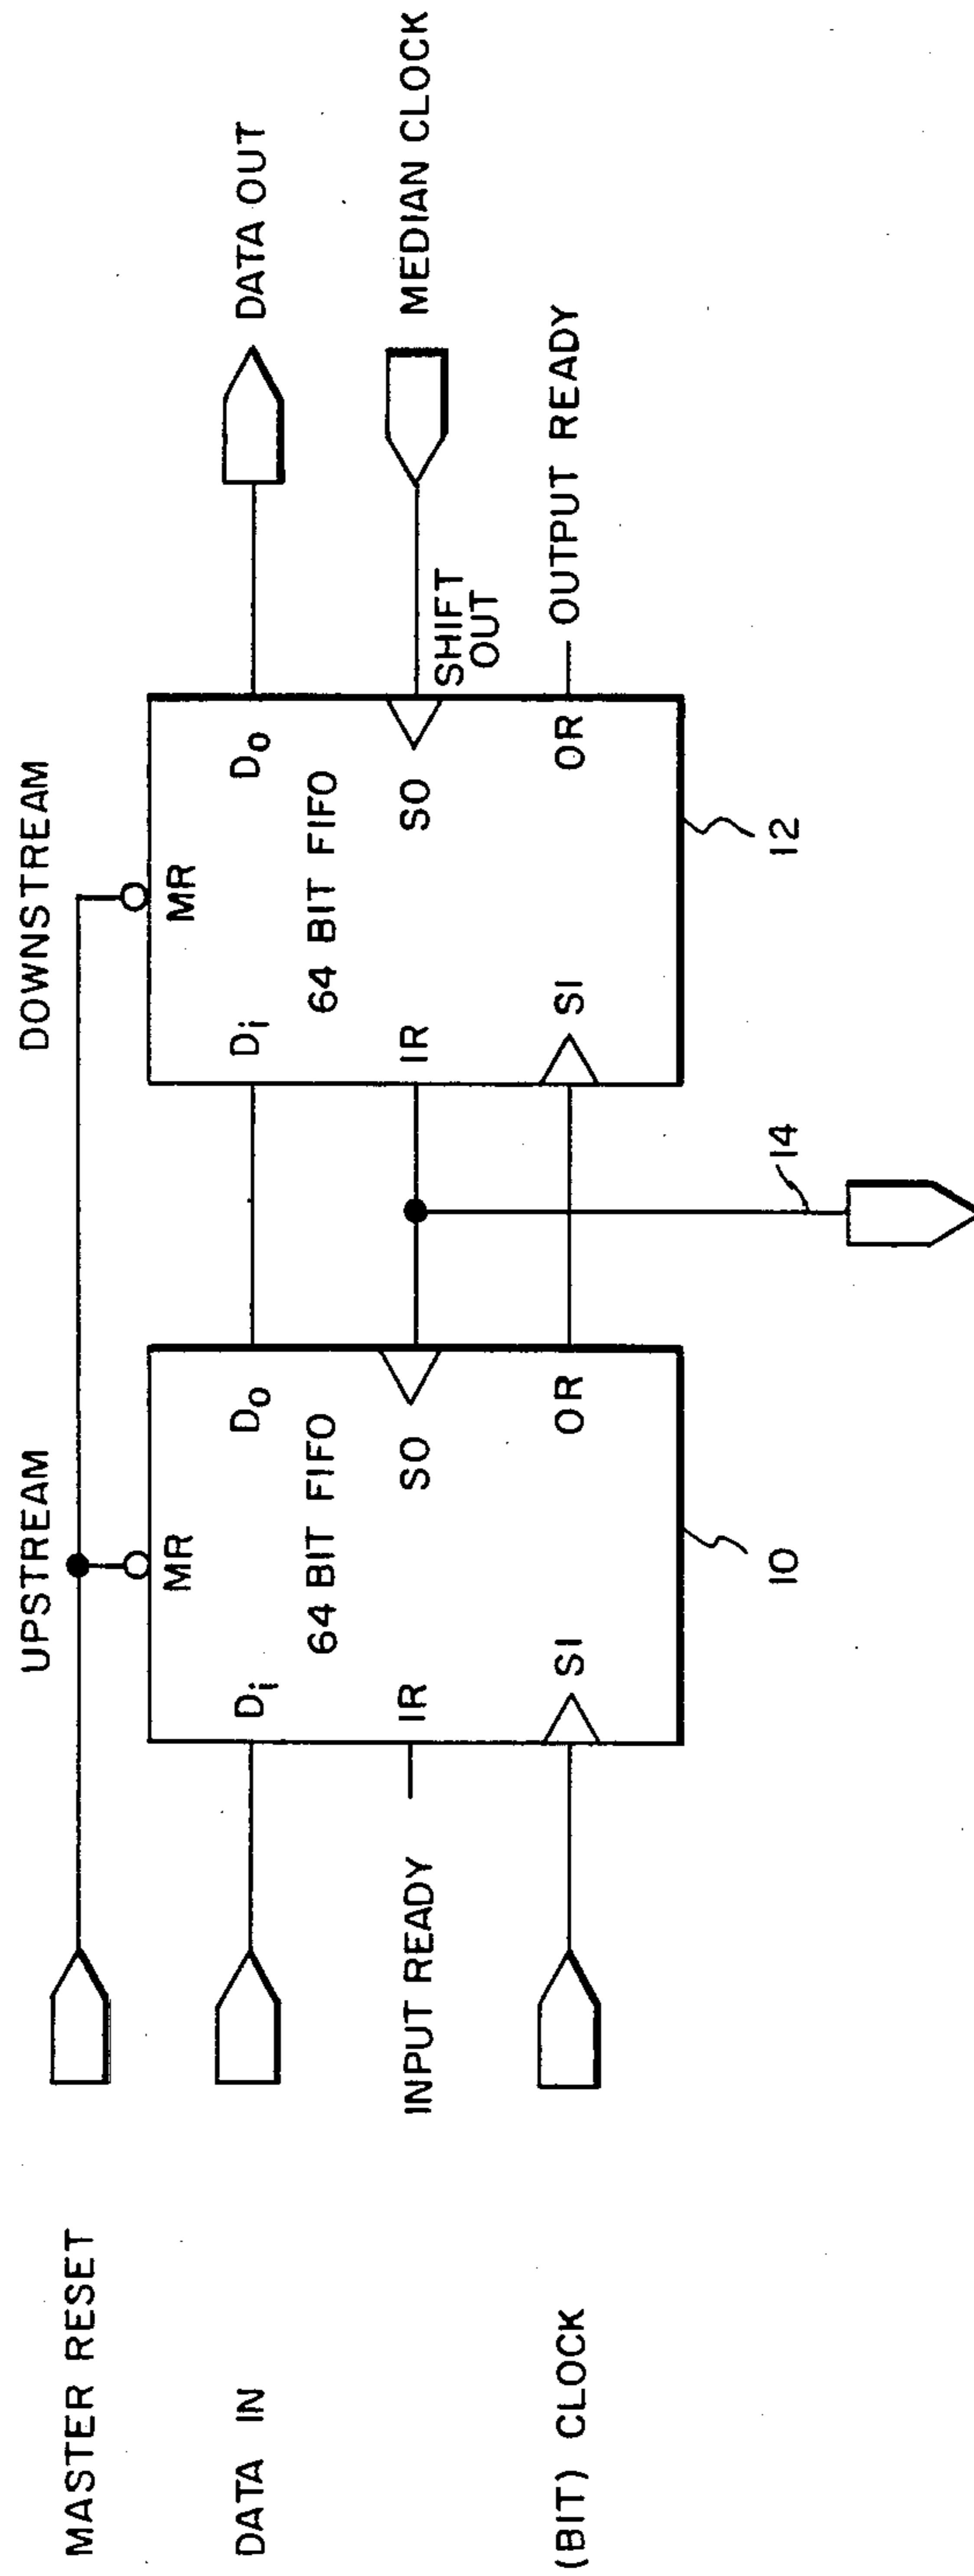 UPSTREAM
DOWNSTREAM
MASTER RESET
MR
MR
DATA IN
Di
Do
Di
Do
DATA OUT
64 BIT FIFO
64 BIT FIFO
INPUT READY
IR
SO
IR
SO
SHIFT
OUT
MEDIAN CLOCK
(BIT) CLOCK
SI
OR
SI
OR
OUTPUT READY
10
14
12